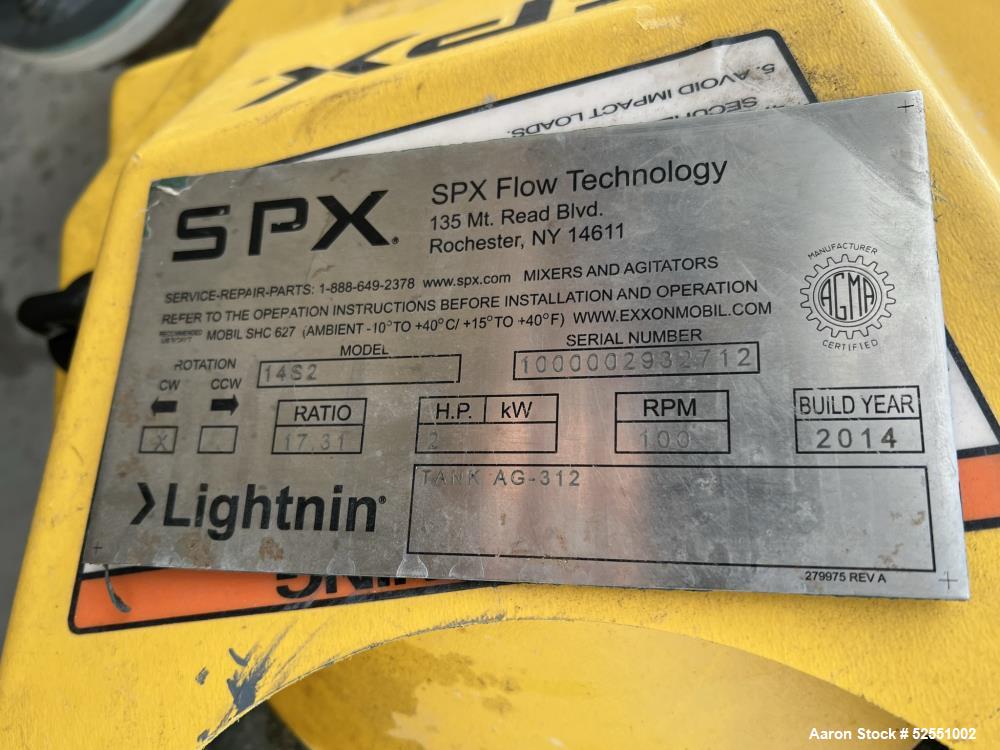 SPX.
5. AVOID IMPACT LOADS.
SPX.
SPX Flow Technology
135 Mt. Read Blvd.
Rochester, NY 14611
SERVICE-REPAIR-PARTS: 1-888-649-2378 www.spx.com MIXERS AND AGITATORS
REFER TO THE OPEPATION INSTRUCTIONS BEFORE INSTALLATION AND OPERATION
RECOMMENDED
MOBIL SHC 627 (AMBIENT -10°TO +40°C/ +15°TO +40°F) WWW.EXXONMOBIL.COM
MANUFACTURER
AGMA
CERTIFIED
ROTATION
CW CCW
X
MODEL
14S2
SERIAL NUMBER
1000002932712
RATIO
17.31
H.P. kW
2
RPM
100
BUILD YEAR
2014
Lightnin®
TANK AG-312
279975 REV A
Aaron Stock # 52551002